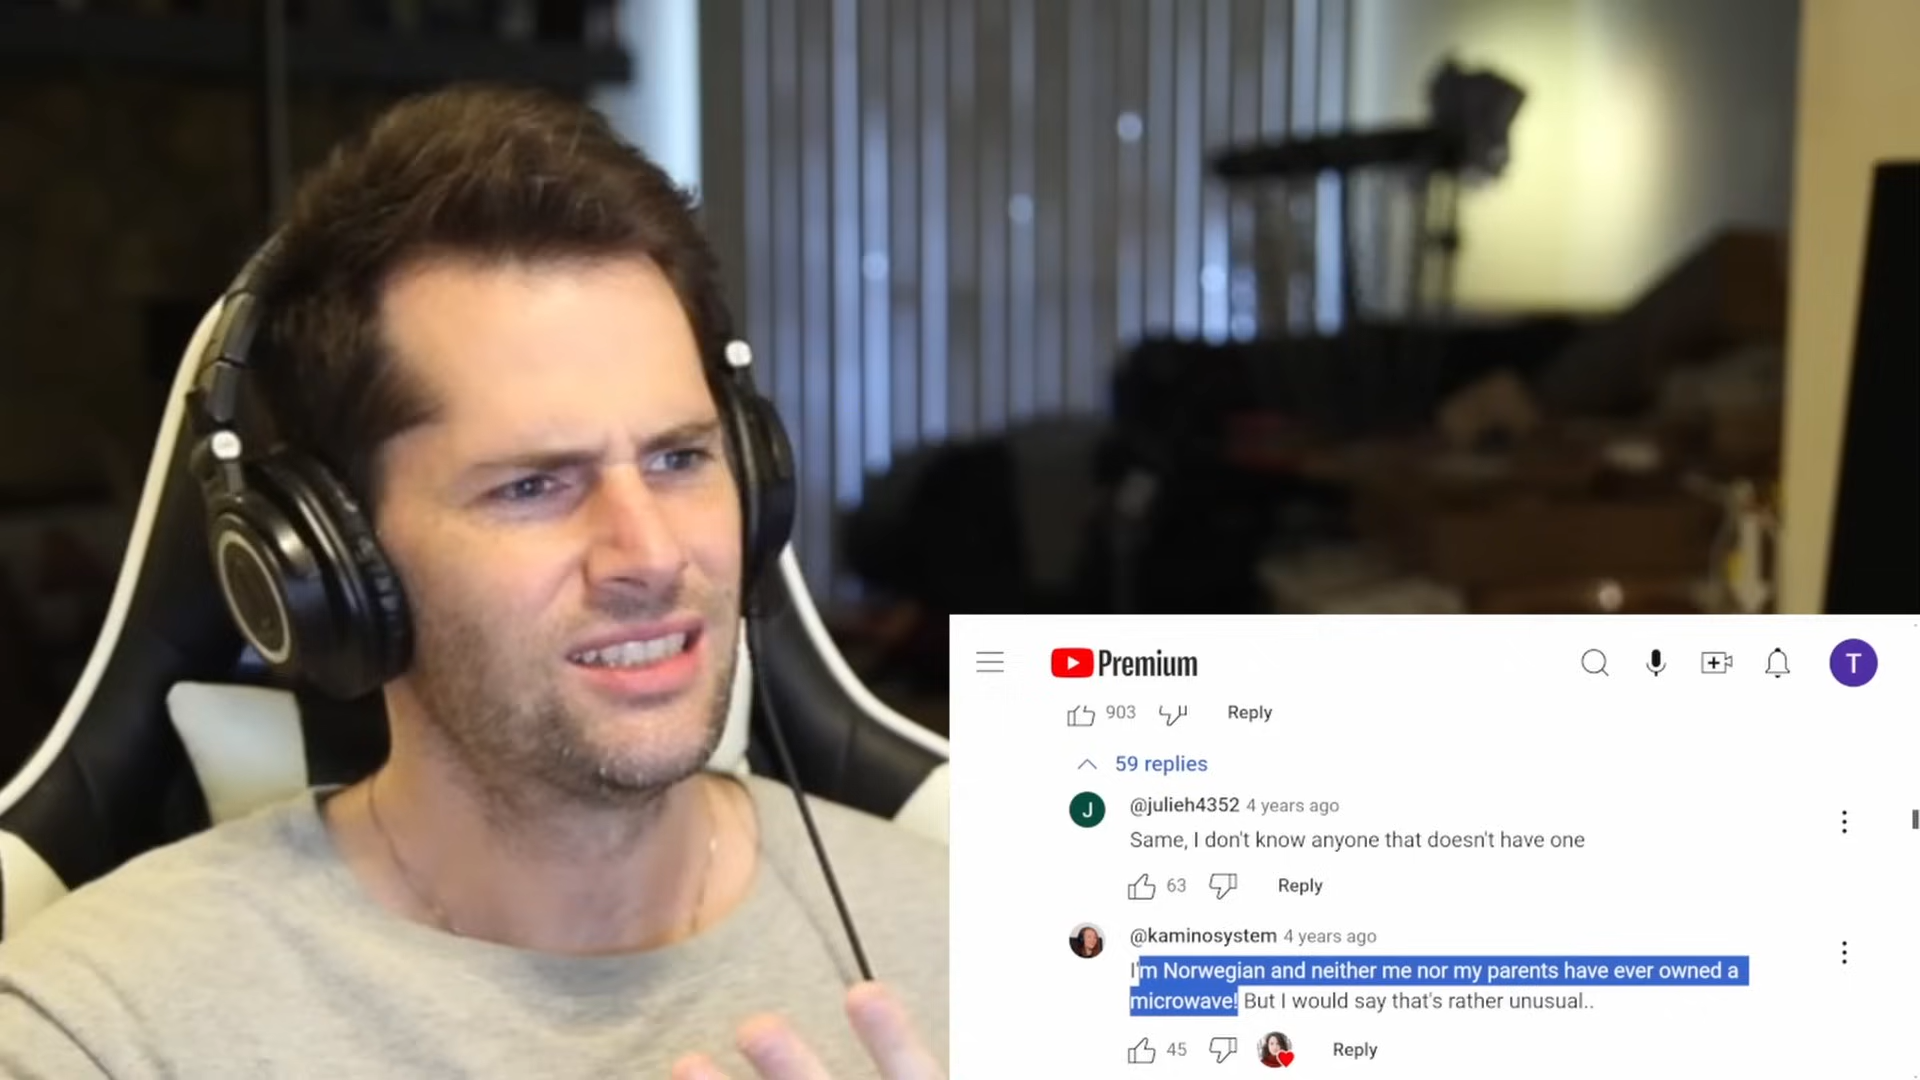 Premium
T
903 Reply
59 replies
J
@julieh4352 4 years ago
Same, I don't know anyone that doesn't have one
63 Reply
@kaminosystem 4 years ago
I'm Norwegian and neither me nor my parents have ever owned a
microwave! But I would say that's rather unusual..
45 Reply